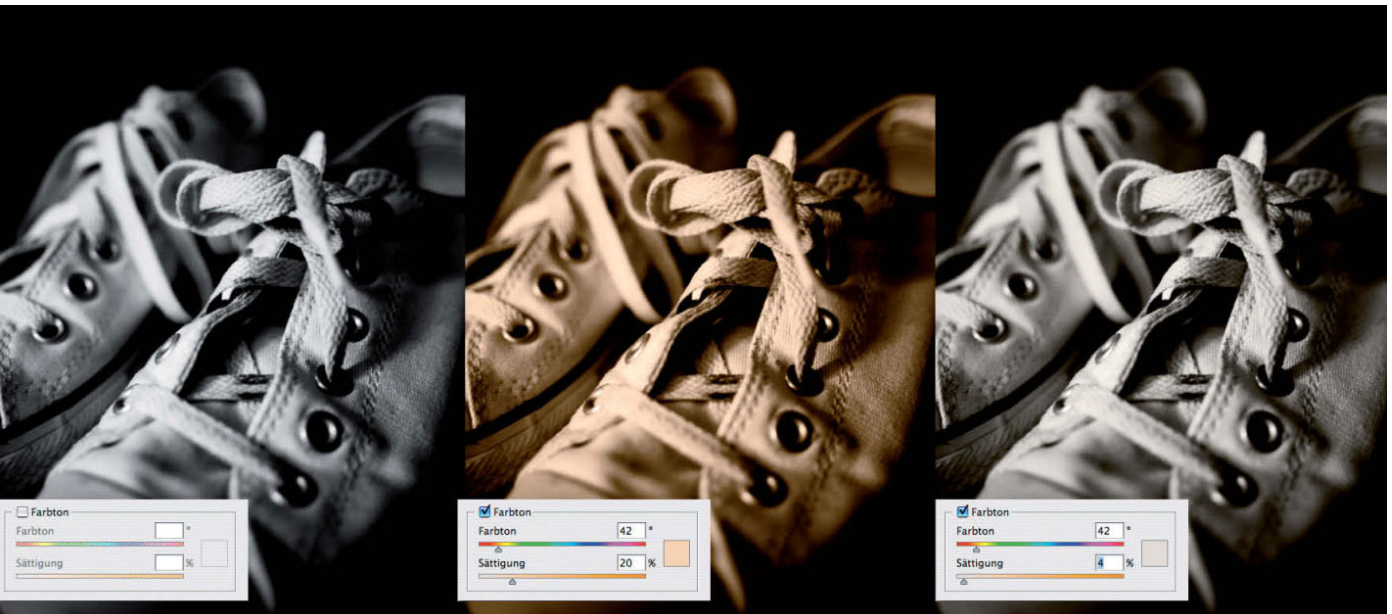 Farbton
Farbton °
Sättigung %
Farbton
Farbton 42 °
Sättigung 20 %
Farbton
Farbton 42 °
Sättigung 4 %